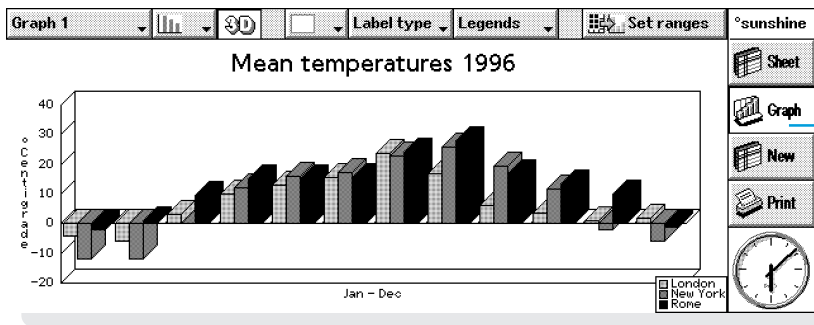 Graph 1 3D Label type Legends Set ranges °sunshine
Mean temperatures 1996
Sheet
Graph
New
Print
40
30
20
10
0
-10
-20
°Centigrade
Jan - Dec
London
New York
Rome